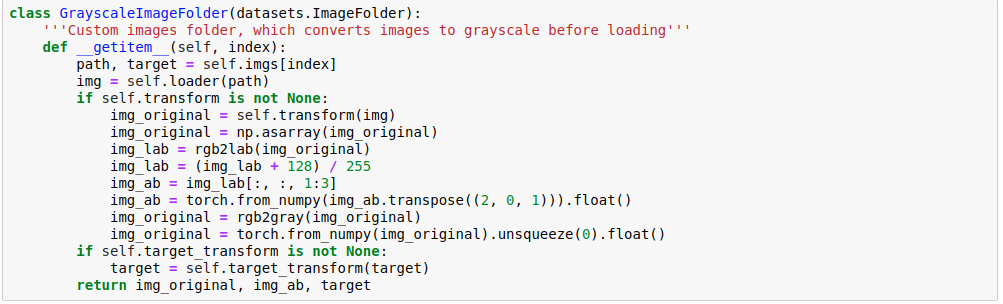 class GrayscaleImageFolder(datasets.ImageFolder):
    '''Custom images folder, which converts images to grayscale before loading'''
    def __getitem__(self, index):
        path, target = self.imgs[index]
        img = self.loader(path)
        if self.transform is not None:
            img_original = self.transform(img)
            img_original = np.asarray(img_original)
            img_lab = rgb2lab(img_original)
            img_lab = (img_lab + 128) / 255
            img_ab = img_lab[:, :, 1:3]
            img_ab = torch.from_numpy(img_ab.transpose((2, 0, 1))).float()
            img_original = rgb2gray(img_original)
            img_original = torch.from_numpy(img_original).unsqueeze(0).float()
        if self.target_transform is not None:
            target = self.target_transform(target)
        return img_original, img_ab, target